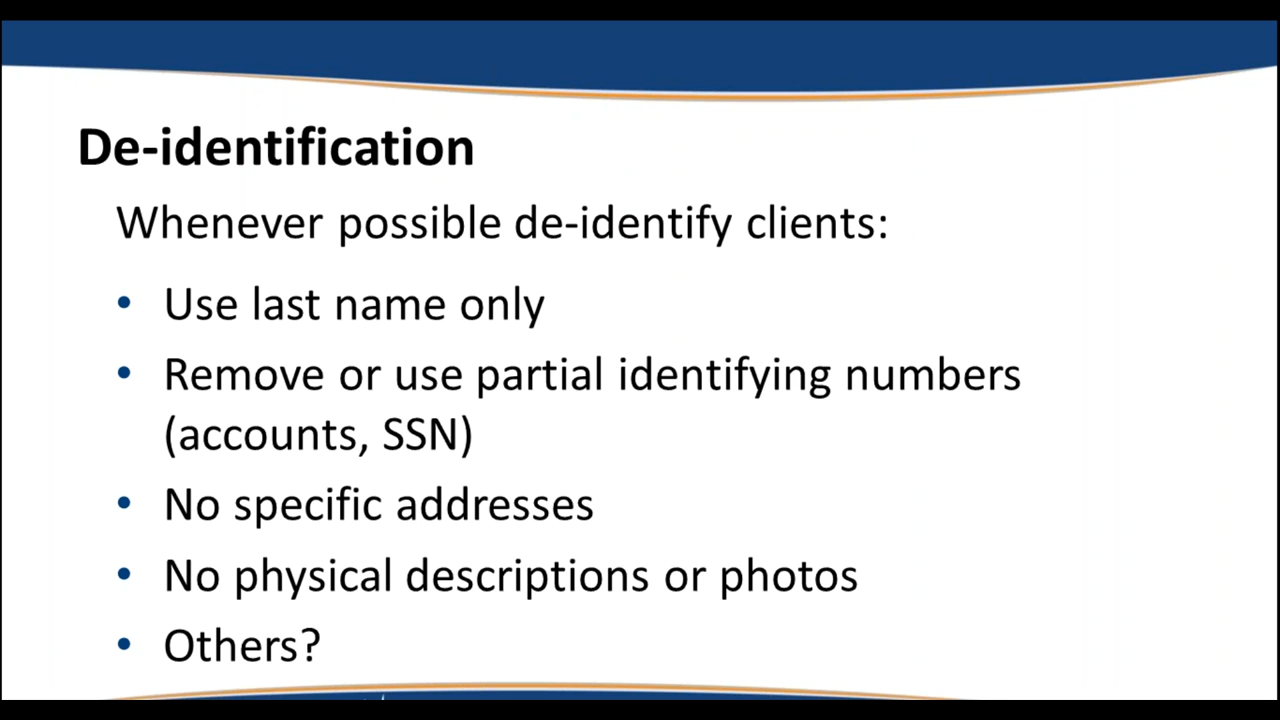 De-identification
Whenever possible de-identify clients:
• Use last name only
• Remove or use partial identifying numbers
(accounts, SSN)
• No specific addresses
• No physical descriptions or photos
• Others?